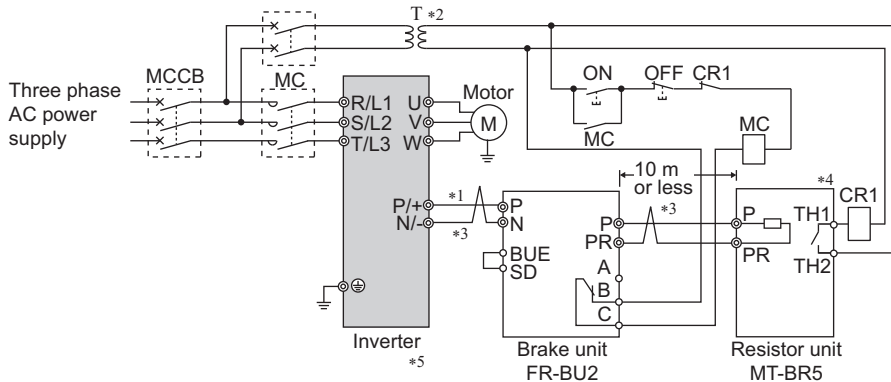 T *2
MCCB
MC
Three phase
AC power
supply
R/L1
S/L2
T/L3
U
V
W
Motor
M
ON
OFF
CR1
MC
MC
10 m
or less
P/+
N/-
*1
*3
P
N
BUE
SD
P
PR
A
B
C
*3
P
PR
*4
TH1
TH2
CR1
Inverter
*5
Brake unit
FR-BU2
Resistor unit
MT-BR5